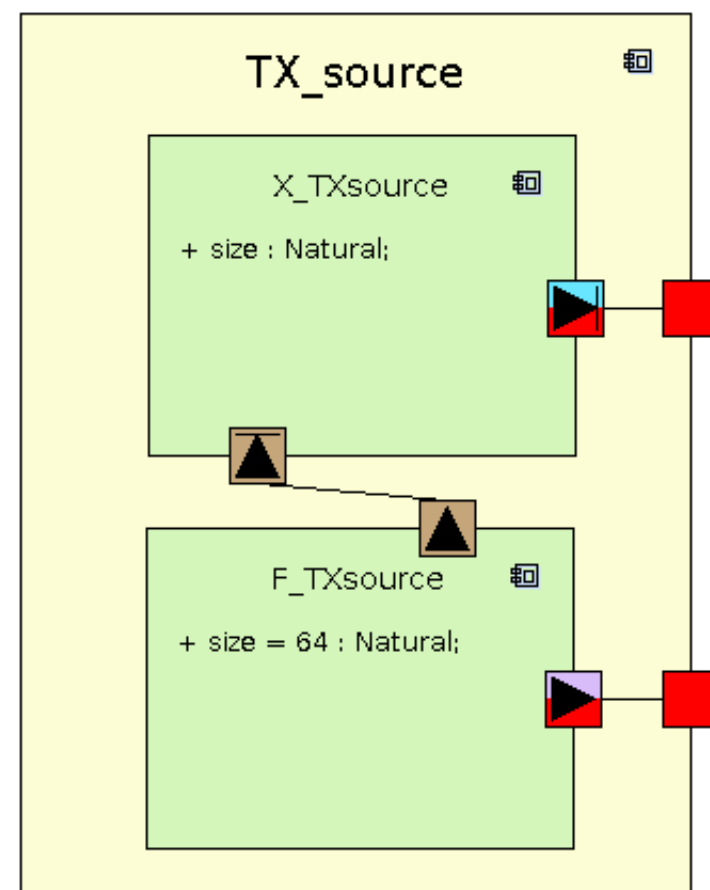 TX_source
X_TXsource
+ size : Natural;
F_TXsource
+ size = 64 : Natural;